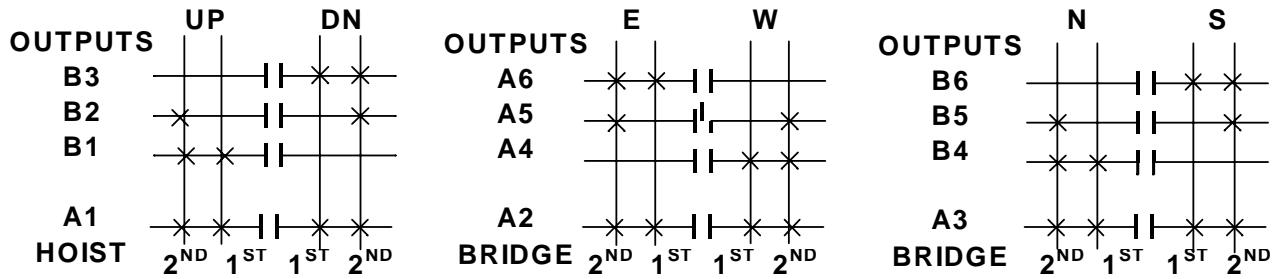 UP DN
OUTPUTS
B3
B2
B1
A1
HOIST 2ND 1ST 1ST 2ND
E W
OUTPUTS
A6
A5
A4
A2
BRIDGE 2ND 1ST 1ST 2ND
N S
OUTPUTS
B6
B5
B4
A3
BRIDGE 2ND 1ST 1ST 2ND